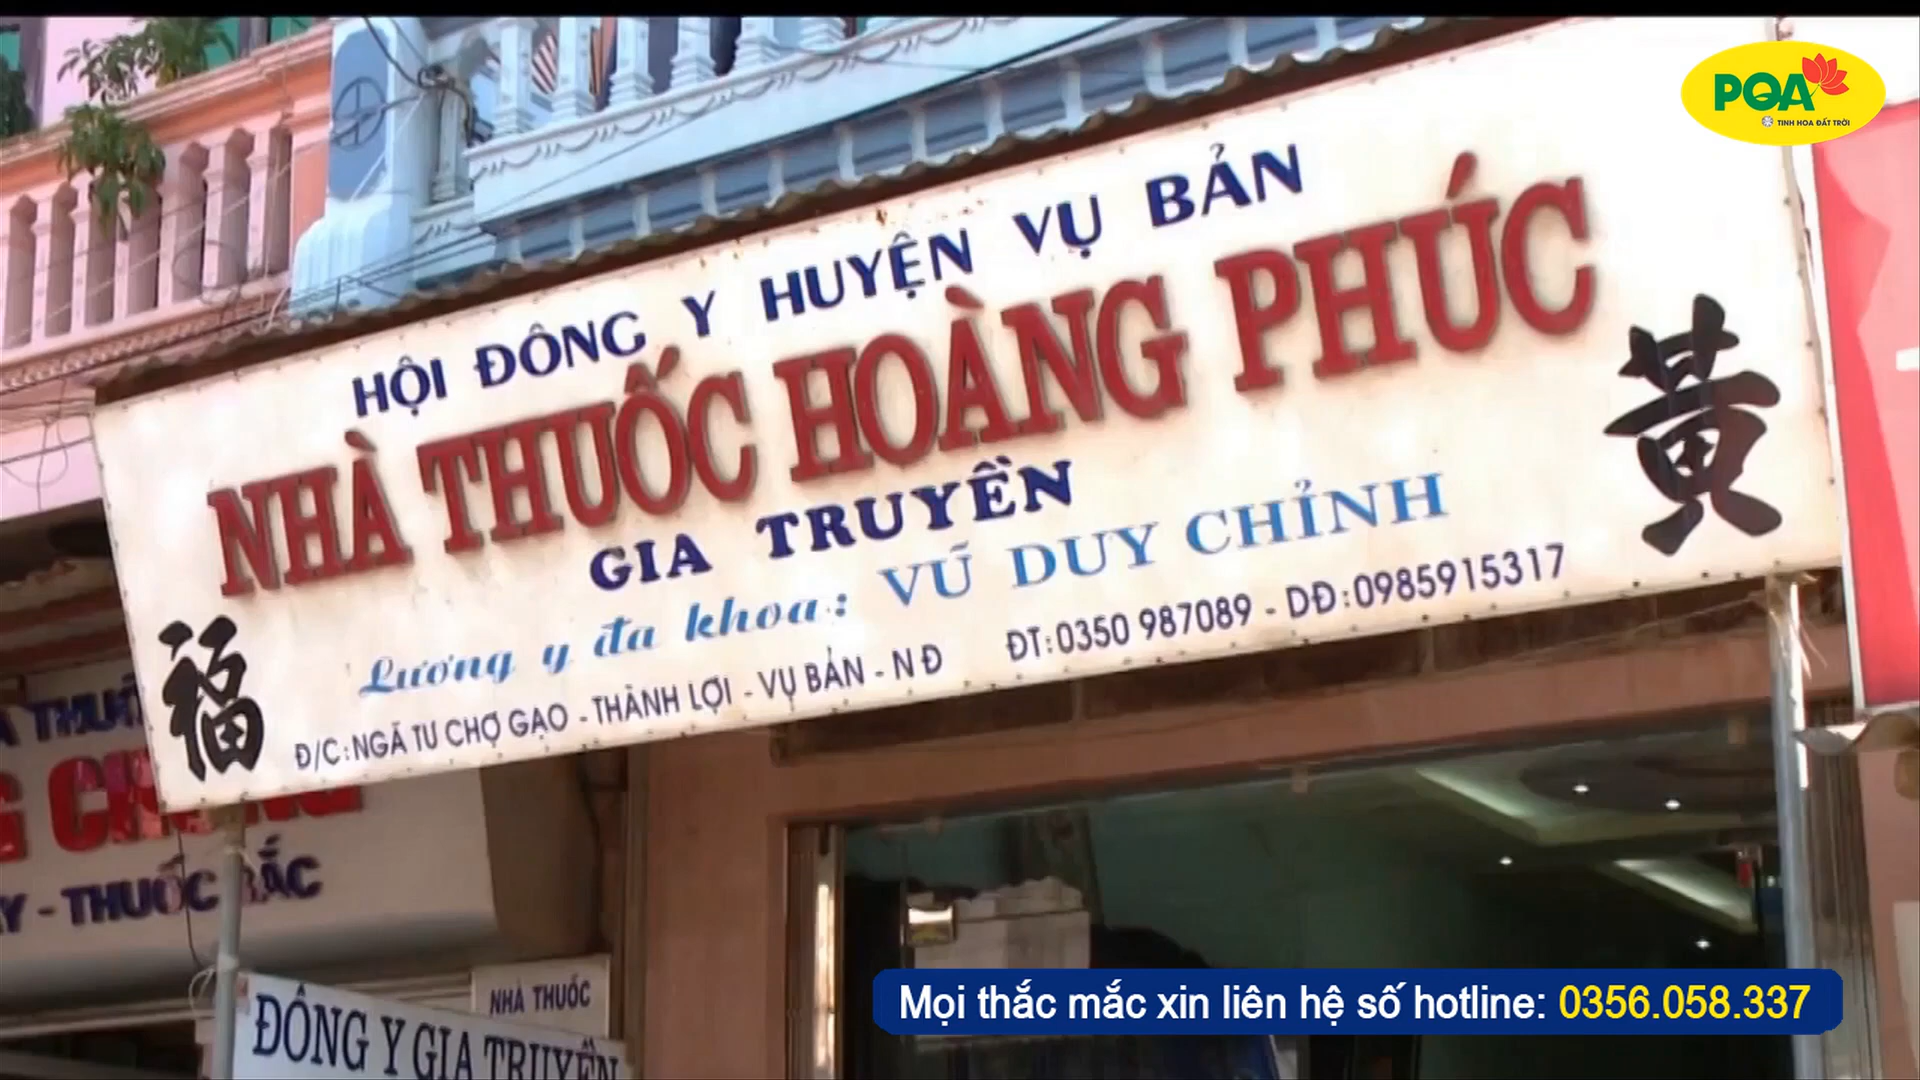 PQA
TINH HOA ĐẤT TRỜI
HỘI ĐÔNG Y HUYỆN VỤ BẢN
NHÀ THUỐC HOÀNG PHÚC
GIA TRUYỀN
Lương y đa khoa: VŨ DUY CHỈNH
Đ/C: NGÃ TƯ CHỢ GẠO - THÀNH LỢI - VỤ BẢN - NĐ ĐT: 0350 987089 - DĐ: 0985915317
福
黃
THUỐC BẮC
NHÀ THUỐC
ĐÔNG Y GIA TRUYỀN
Mọi thắc mắc xin liên hệ số hotline: 0356.058.337